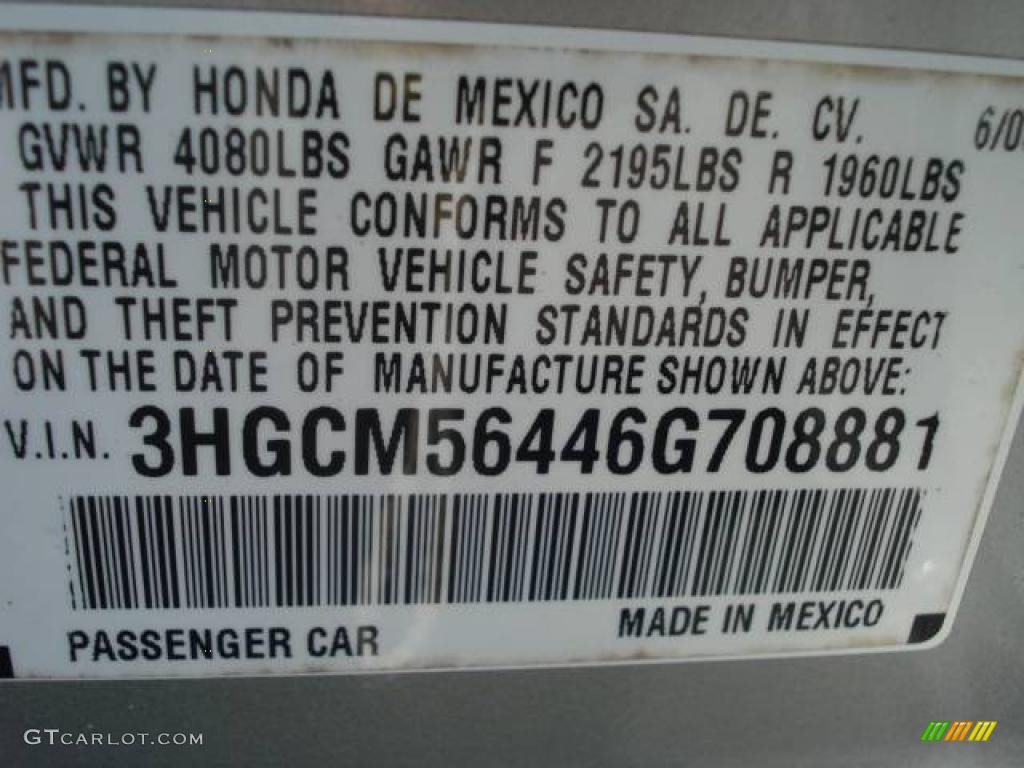 MFD. BY HONDA DE MEXICO SA. DE. CV. 6/0
GVWR 4080LBS GAWR F 2195LBS R 1960LBS
THIS VEHICLE CONFORMS TO ALL APPLICABLE
FEDERAL MOTOR VEHICLE SAFETY, BUMPER,
AND THEFT PREVENTION STANDARDS IN EFFECT
ON THE DATE OF MANUFACTURE SHOWN ABOVE:
V.I.N. 3HGCM56446G708881
PASSENGER CAR MADE IN MEXICO
GTCARLOT.COM